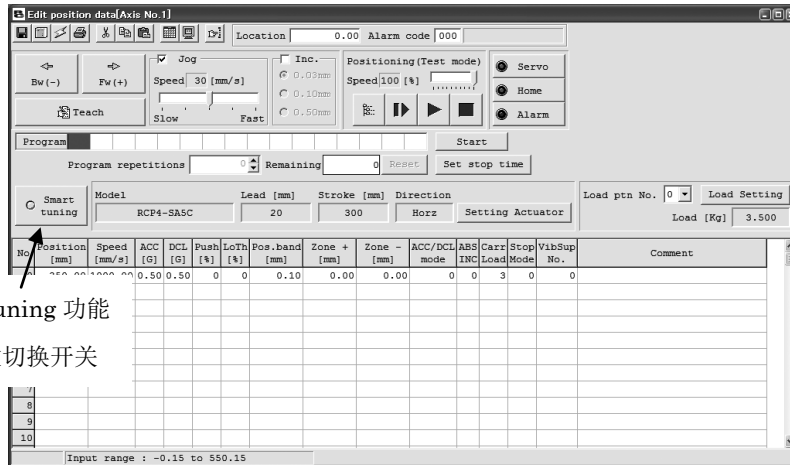 Edit position data[Axis No.1]
Location 0.00 Alarm code 000
Bw(-) Fw(+)
Teach
Jog
Speed 30 [mm/s]
Slow Fast
Inc.
0.03mm
0.10mm
0.50mm
Positioning(Test mode)
Speed 100 [%]
Servo
Home
Alarm
Program Start
Program repetitions 0 Remaining 0 Reset Set stop time
Smart tuning
Model Lead [mm] Stroke [mm] Direction
RCP4-SA5C 20 300 Horz Setting Actuator
Load ptn No. 0 Load Setting
Load [Kg] 3.500
No Position [mm] Speed [mm/s] ACC [G] DCL [G] Push [%] LoTh [%] Pos.band [mm] Zone + [mm] Zone - [mm] ACC/DCL mode ABS INC Carr Load Stop Mode VibSup No. Comment
1000.00 0.50 0.50 0 0 0.10 0.00 0.00 0 0 3 0 0
uning 功能
切换开关
7
8
9
10
Input range : -0.15 to 550.15